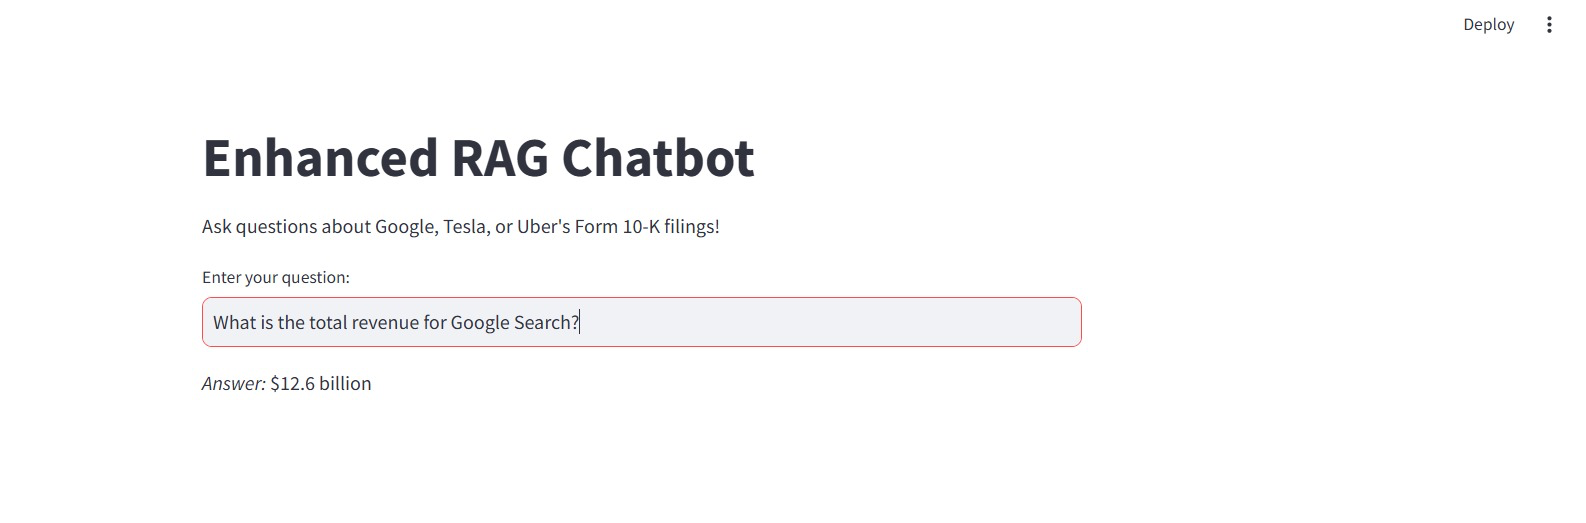 Deploy
Enhanced RAG Chatbot
Ask questions about Google, Tesla, or Uber's Form 10-K filings!
Enter your question:
What is the total revenue for Google Search?
Answer: $12.6 billion